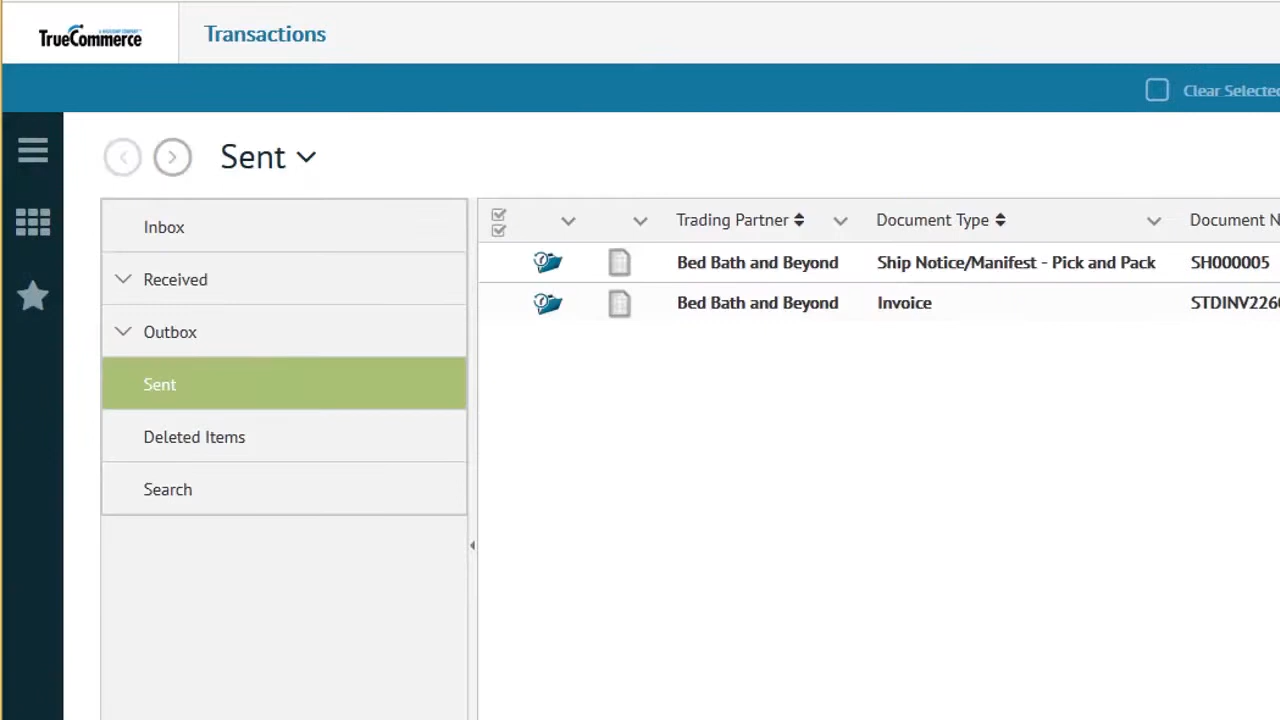 TrueCommerce
Transactions
Clear Selected
Sent
Inbox
Received
Outbox
Sent
Deleted Items
Search
Trading Partner Document Type Document N
Bed Bath and Beyond Ship Notice/Manifest - Pick and Pack SH000005
Bed Bath and Beyond Invoice STDINV226